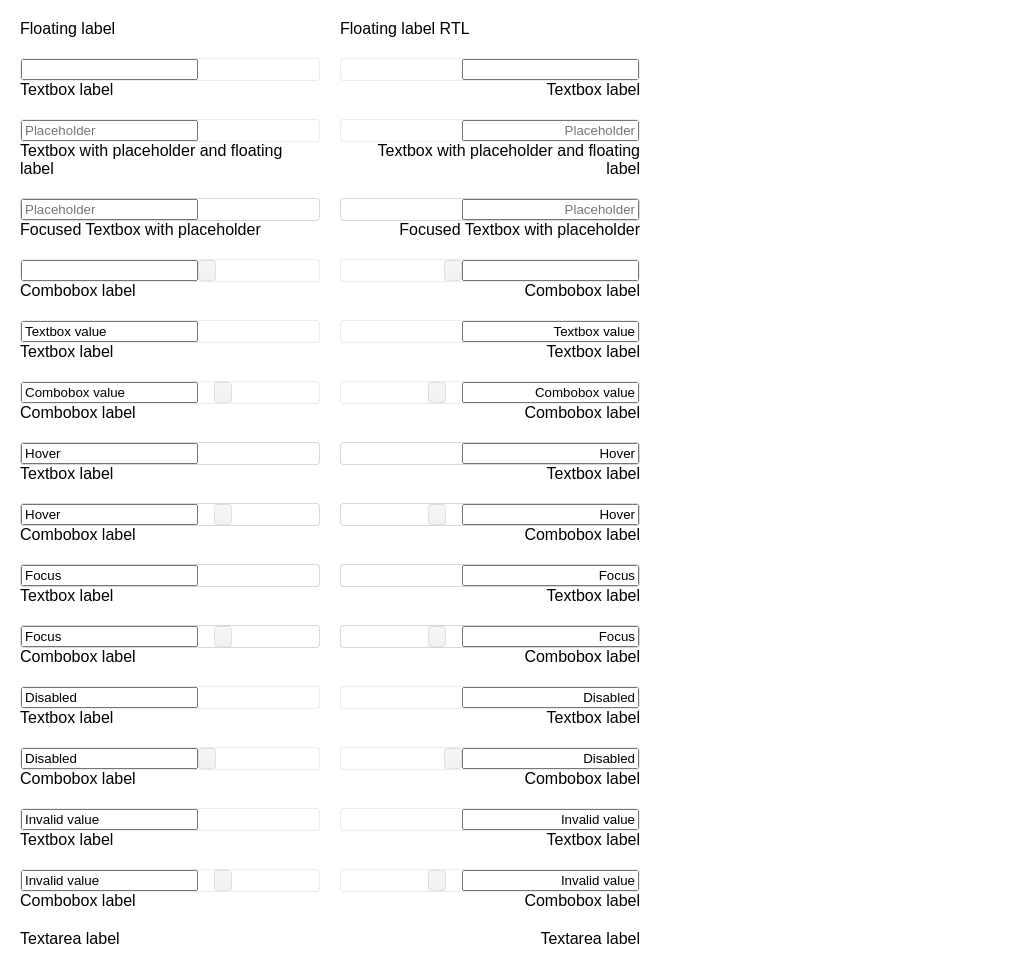 Floating label
Textbox label
Placeholder
Textbox with placeholder and floating
label
Placeholder
Focused Textbox with placeholder
Combobox label
Textbox value
Textbox label
Combobox value
Combobox label
Hover
Textbox label
Hover
Combobox label
Focus
Textbox label
Focus
Combobox label
Disabled
Textbox label
Disabled
Combobox label
Invalid value
Textbox label
Invalid value
Combobox label
Textarea label
Floating label RTL
Textbox label
Placeholder
Textbox with placeholder and floating
label
Placeholder
Focused Textbox with placeholder
Combobox label
Textbox value
Textbox label
Combobox value
Combobox label
Hover
Textbox label
Hover
Combobox label
Focus
Textbox label
Focus
Combobox label
Disabled
Textbox label
Disabled
Combobox label
Invalid value
Textbox label
Invalid value
Combobox label
Textarea label